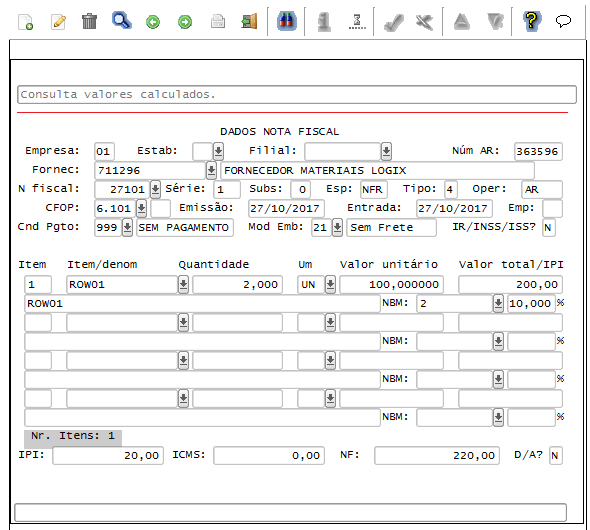 Consulta valores calculados.
DADOS NOTA FISCAL
Empresa: 01 Estab: Filial: Núm AR: 363596
Fornec: 711296 FORNECEDOR MATERIAIS LOGIX
N fiscal: 27101 Série: 1 Subs: 0 Esp: NFR Tipo: 4 Oper: AR
CFOP: 6.101 Emissão: 27/10/2017 Entrada: 27/10/2017 Emp:
Cnd Pgto: 999 SEM PAGAMENTO Mod Emb: 21 Sem Frete IR/INSS/ISS? N
Item Item/denom Quantidade Um Valor unitário Valor total/IPI
1 ROW01 2,000 UN 100,000000 200,00
ROW01 NBM: 2 10,000 %
NBM: %
NBM: %
NBM: %
Nr. Itens: 1
IPI: 20,00 ICMS: 0,00 NF: 220,00 D/A? N